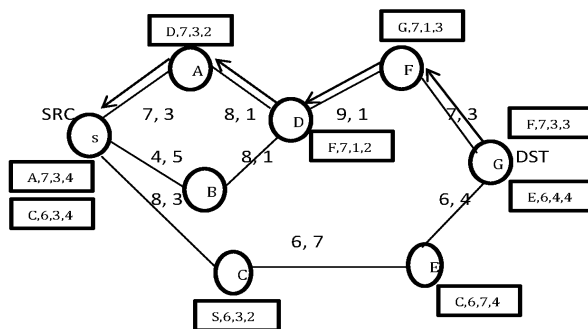 D,7,3,2
G,7,1,3
A
F
SRC
7, 3
8, 1
9, 1
7, 3
F,7,3,3
s
D
4, 5
8, 1
F,7,1,2
G
DST
A,7,3,4
B
C,6,3,4
8, 3
6, 4
E,6,4,4
6, 7
C
E
S,6,3,2
C,6,7,4